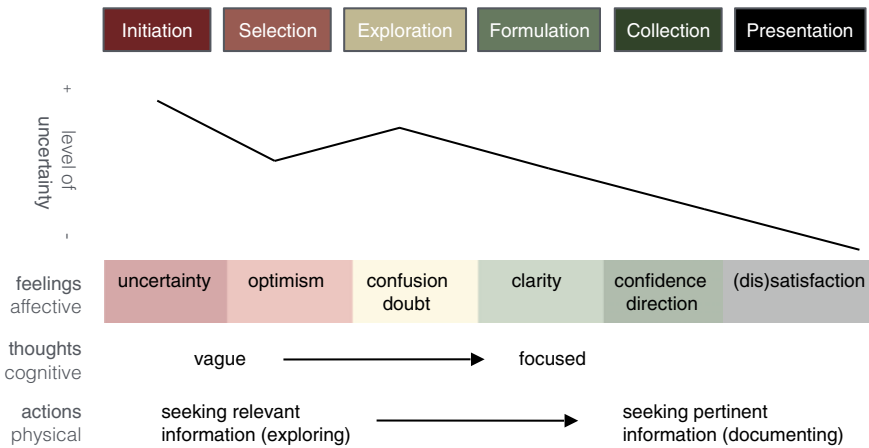 Initiation Selection Exploration Formulation Collection Presentation
+
level of
uncertainty
-
feelings
affective
uncertainty optimism confusion
doubt
clarity confidence
direction
(dis)satisfaction
thoughts
cognitive
vague focused
actions
physical
seeking relevant
information (exploring)
seeking pertinent
information (documenting)